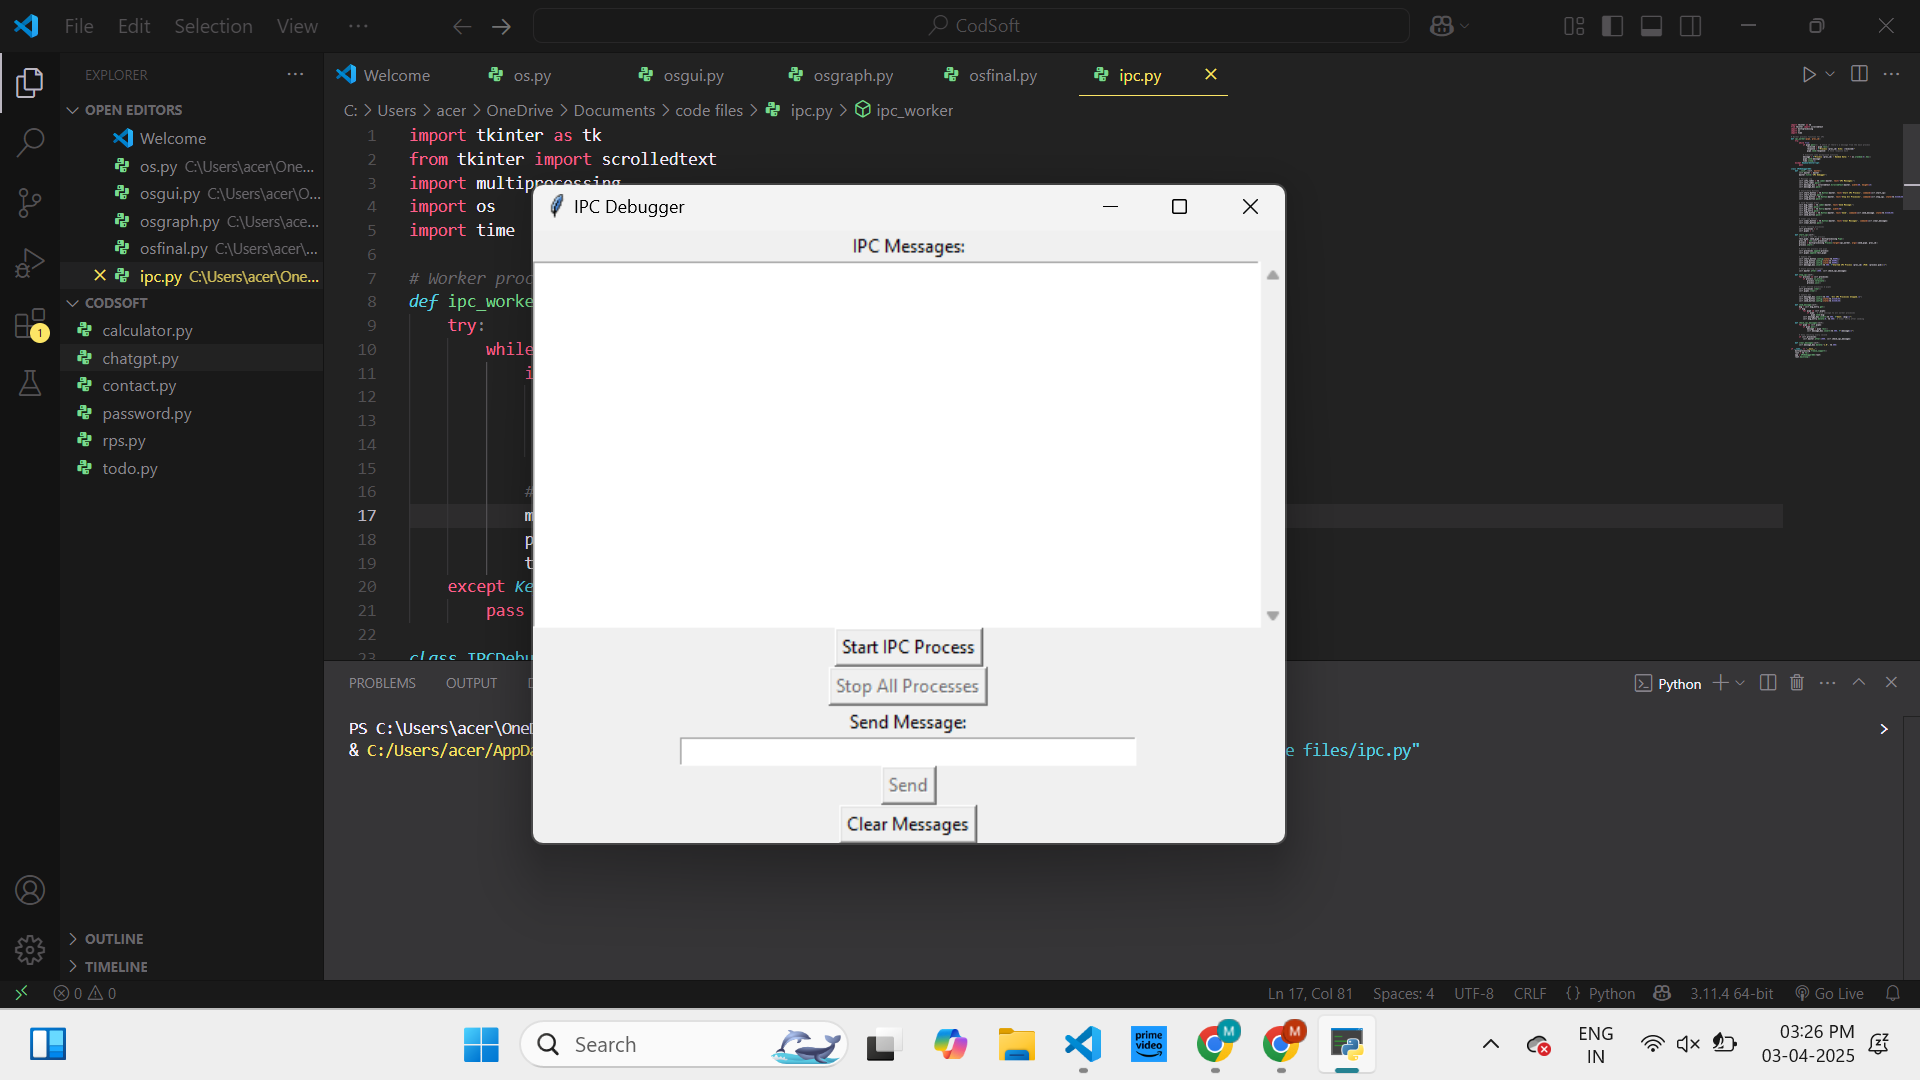 File Edit Selection View ... CodSoft
EXPLORER ...
OPEN EDITORS
Welcome
os.py C:\Users\acer\One...
osgui.py C:\Users\acer\O...
osgraph.py C:\Users\ace...
osfinal.py C:\Users\acer\...
ipc.py C:\Users\acer\One...
CODSOFT
calculator.py
chatgpt.py
contact.py
password.py
rps.py
todo.py
OUTLINE
TIMELINE
1
Welcome os.py osgui.py osgraph.py osfinal.py ipc.py
C: > Users > acer > OneDrive > Documents > code files > ipc.py > ipc_worker
1 import tkinter as tk
2 from tkinter import scrolledtext
3 import multiprocessing
4 import os
5 import time
6
7 # Worker proc
8 def ipc_worke
9 try:
10 while
11 i
12
13
14
15
16 #
17 m
18 p
19 t
20 except Ke
21 pass
22
23 class IPCDebu
IPC Debugger
IPC Messages:
Start IPC Process
Stop All Processes
Send Message:
Send
Clear Messages
PROBLEMS OUTPUT D
Python
PS C:\Users\acer\OneD
>
& C:/Users/acer/AppDa
e files/ipc.py"
0 0 Ln 17, Col 81 Spaces: 4 UTF-8 CRLF {} Python 3.11.4 64-bit Go Live
Search
prime video
M
M
ENG
IN
03:26 PM
03-04-2025